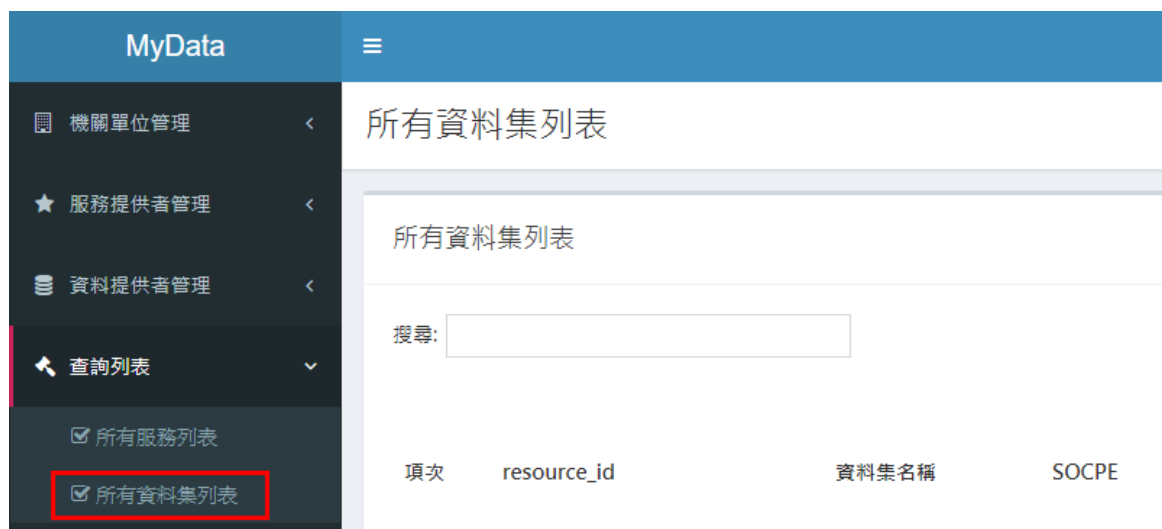 MyData
機關單位管理
服務提供者管理
資料提供者管理
查詢列表
所有服務列表
所有資料集列表
所有資料集列表
所有資料集列表
搜尋:
項次 resource_id 資料集名稱 SOCPE